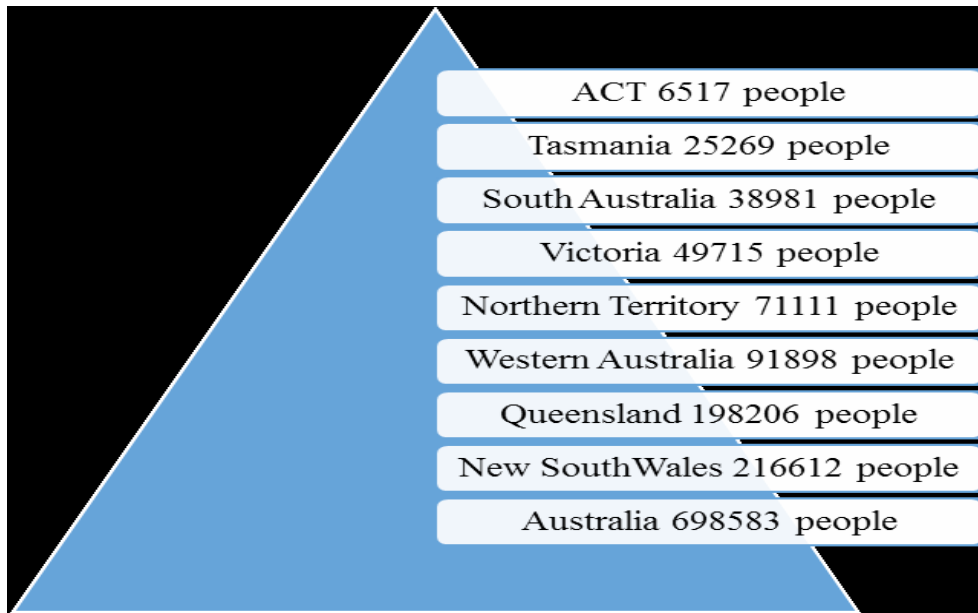 ACT 6517 people
Tasmania 25269 people
South Australia 38981 people
Victoria 49715 people
Northern Territory 71111 people
Western Australia 91898 people
Queensland 198206 people
New SouthWales 216612 people
Australia 698583 people